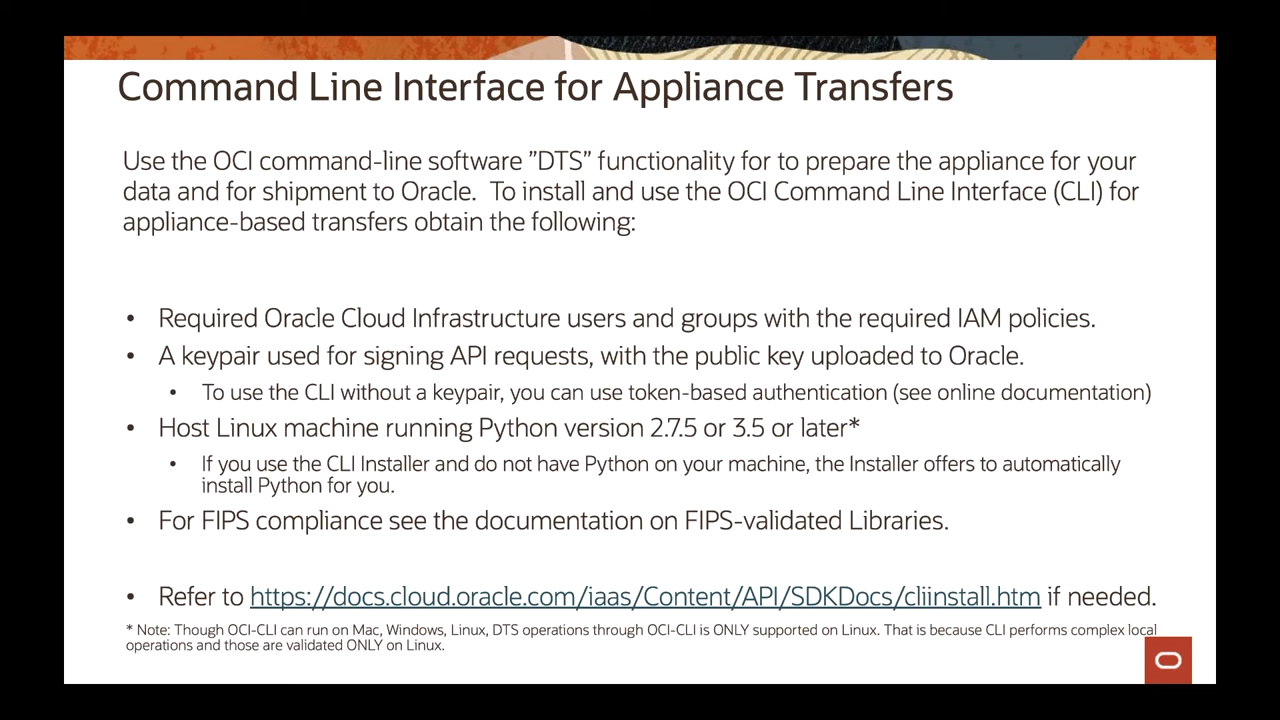 Command Line Interface for Appliance Transfers
Use the OCI command-line software ”DTS” functionality for to prepare the appliance for your
data and for shipment to Oracle.  To install and use the OCI Command Line Interface (CLI) for
appliance-based transfers obtain the following:
• Required Oracle Cloud Infrastructure users and groups with the required IAM policies.
• A keypair used for signing API requests, with the public key uploaded to Oracle.
• To use the CLI without a keypair, you can use token-based authentication (see online documentation)
• Host Linux machine running Python version 2.7.5 or 3.5 or later*
• If you use the CLI Installer and do not have Python on your machine, the Installer offers to automatically
install Python for you.
• For FIPS compliance see the documentation on FIPS-validated Libraries.
• Refer to https://docs.cloud.oracle.com/iaas/Content/API/SDKDocs/cliinstall.htm if needed.
* Note: Though OCI-CLI can run on Mac, Windows, Linux, DTS operations through OCI-CLI is ONLY supported on Linux. That is because CLI performs complex local
operations and those are validated ONLY on Linux.